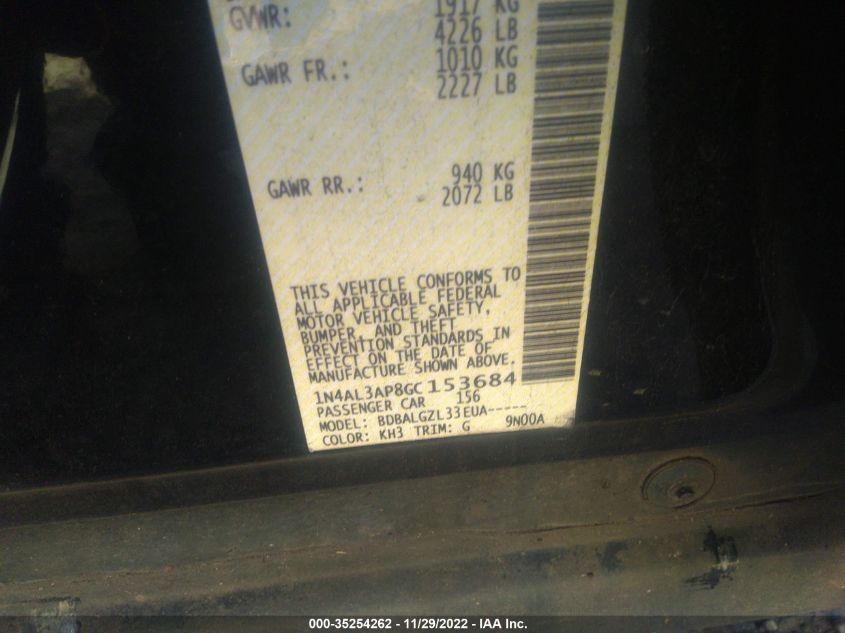 GVWR: 1917 KG
4226 LB
GAWR FR.: 1010 KG
2227 LB
GAWR RR.: 940 KG
2072 LB
THIS VEHICLE CONFORMS TO
ALL APPLICABLE FEDERAL
MOTOR VEHICLE SAFETY,
BUMPER, AND THEFT
PREVENTION STANDARDS IN
EFFECT ON THE DATE OF
MANUFACTURE SHOWN ABOVE.
1N4AL3AP8GC153684
PASSENGER CAR 156
MODEL: BDBALGZL33EUA-----
COLOR: KH3 TRIM: G 9N00A
000-35254262 - 11/29/2022 - IAA Inc.